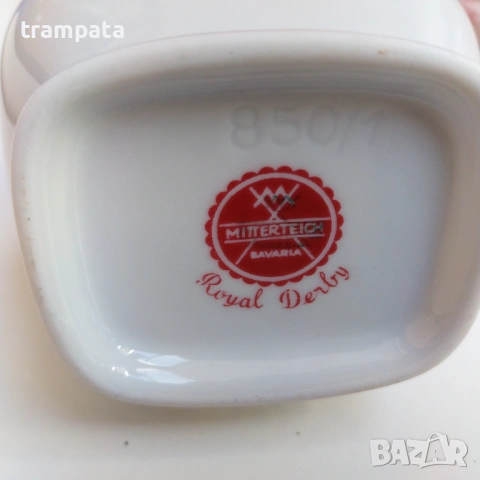 trampata
850/1
MITTERTEICH
BAVARIA
Royal Derby
BAZAR